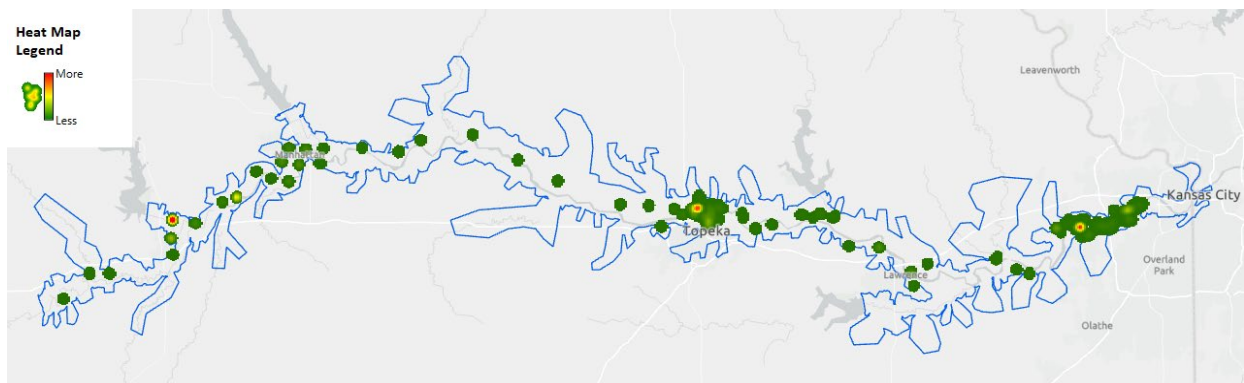 Heat Map
Legend
More
Less
Leavenworth
Manhattan
Kansas City
Topeka
Overland
Park
Lawrence
Olathe